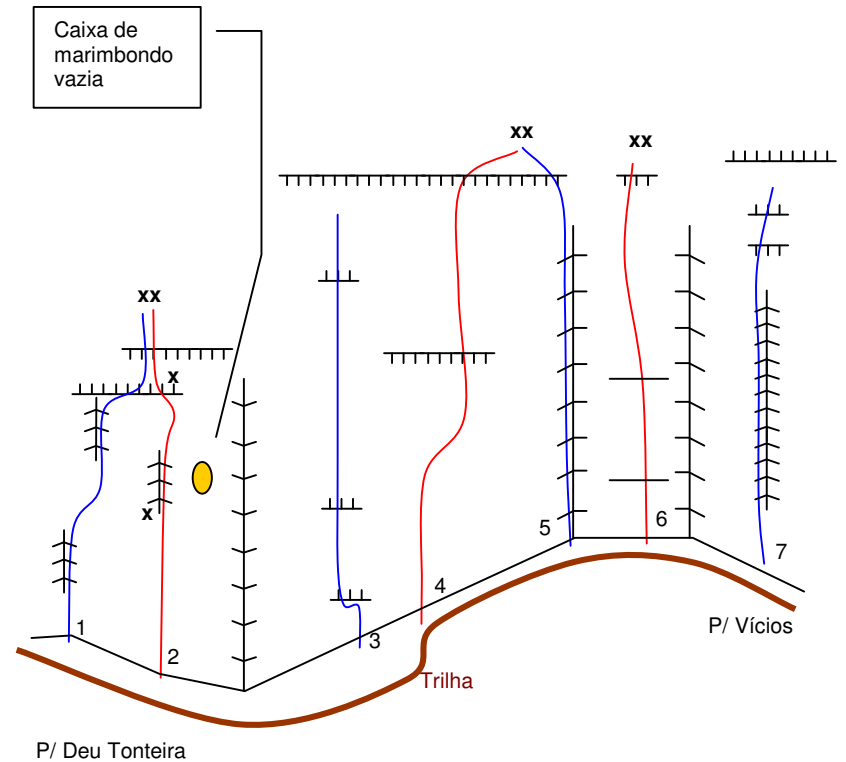 Caixa de
marimbondo
vazia
xx
xx
xx
x
x
1
2
3
4
5
6
7
P/ Vícios
Trilha
P/ Deu Tonteira